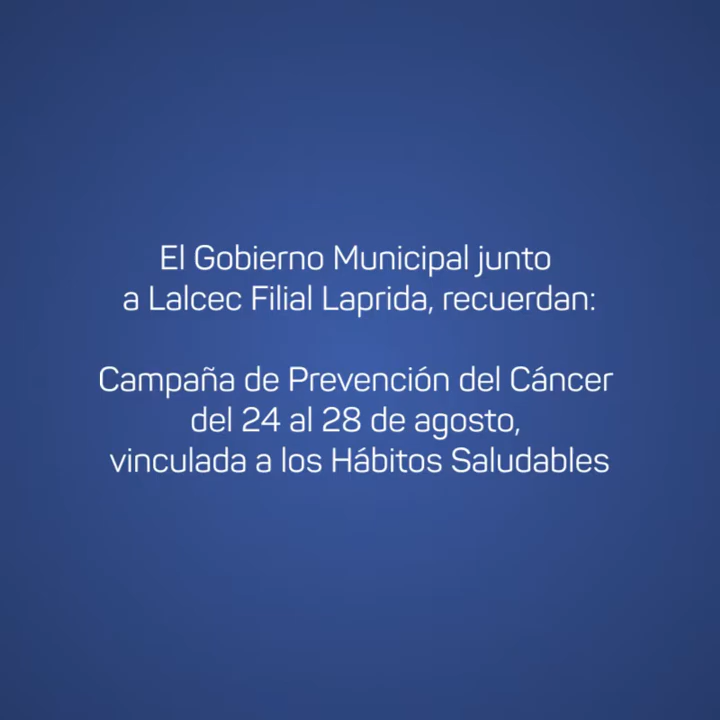 El Gobierno Municipal junto
a Lalcec Filial Laprida, recuerdan:
Campaña de Prevención del Cáncer
del 24 al 28 de agosto,
vinculada a los Hábitos Saludables